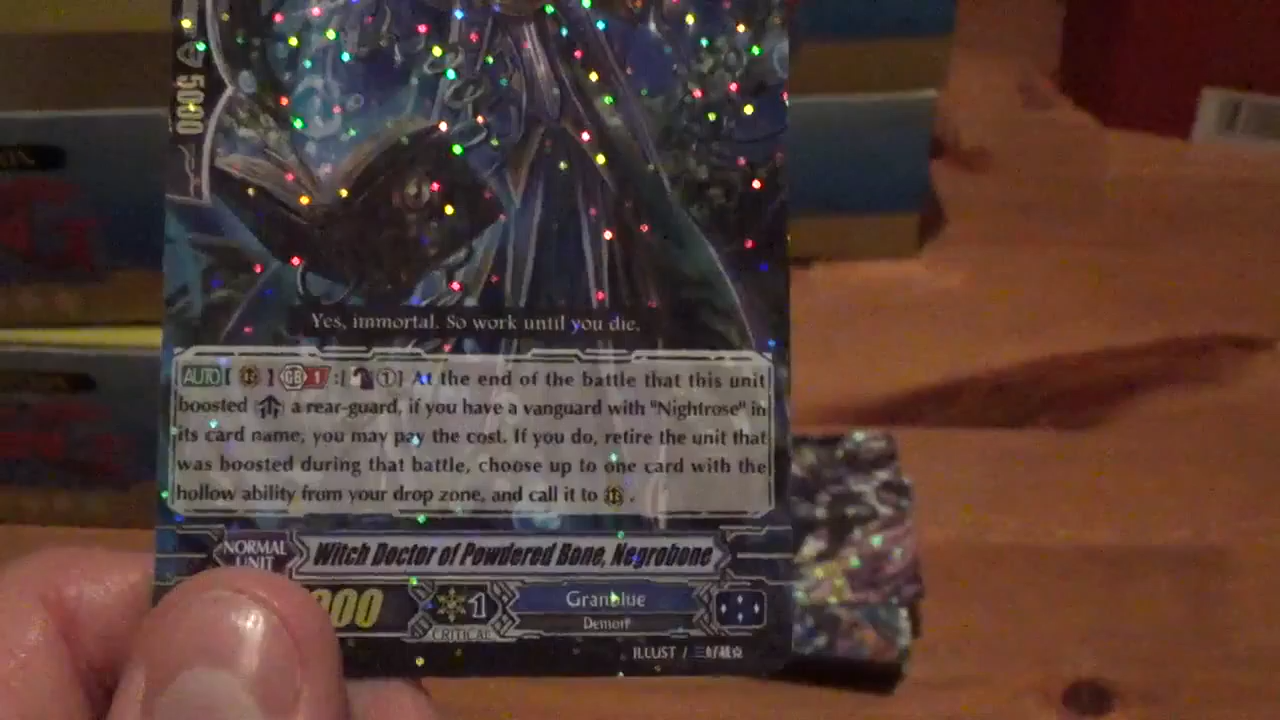 5000
Yes, immortal. So work until you die.
AUTO [ ] GB 1 :[ ①] At the end of the battle that this unit
boosted a rear-guard, if you have a vanguard with "Nightrose" in
its card name, you may pay the cost. If you do, retire the unit that
was boosted during that battle, choose up to one card with the
hollow ability from your drop zone, and call it to .
NORMAL UNIT
Witch Doctor of Powdered Bone, Negrobone
000
1
CRITICAL
Granblue
Demon
ILLUST /